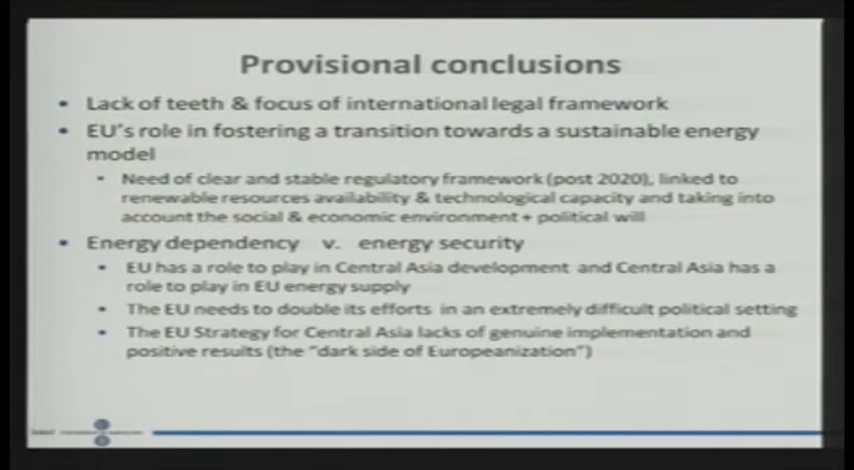 Provisional conclusions
• Lack of teeth & focus of international legal framework
• EU's role in fostering a transition towards a sustainable energy
model
• Need of clear and stable regulatory framework (post 2020), linked to
renewable resources availability & technological capacity and taking into
account the social & economic environment + political will
• Energy dependency v. energy security
• EU has a role to play in Central Asia development and Central Asia has a
role to play in EU energy supply
• The EU needs to double its efforts in an extremely difficult political setting
• The EU Strategy for Central Asia lacks of genuine implementation and
positive results (the "dark side of Europeanization")